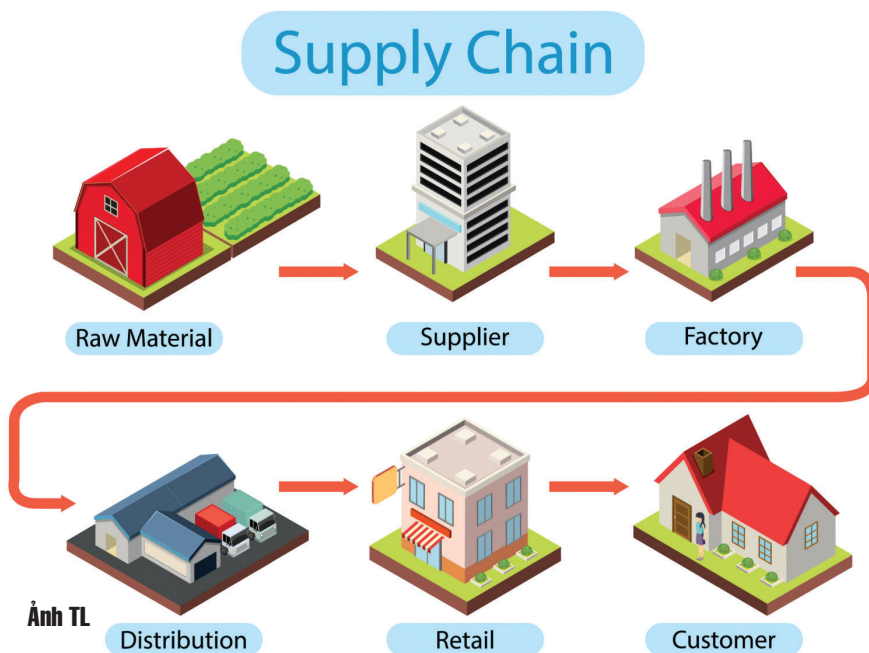 Supply Chain
Raw Material
Supplier
Factory
Ảnh TL
Distribution
Retail
Customer